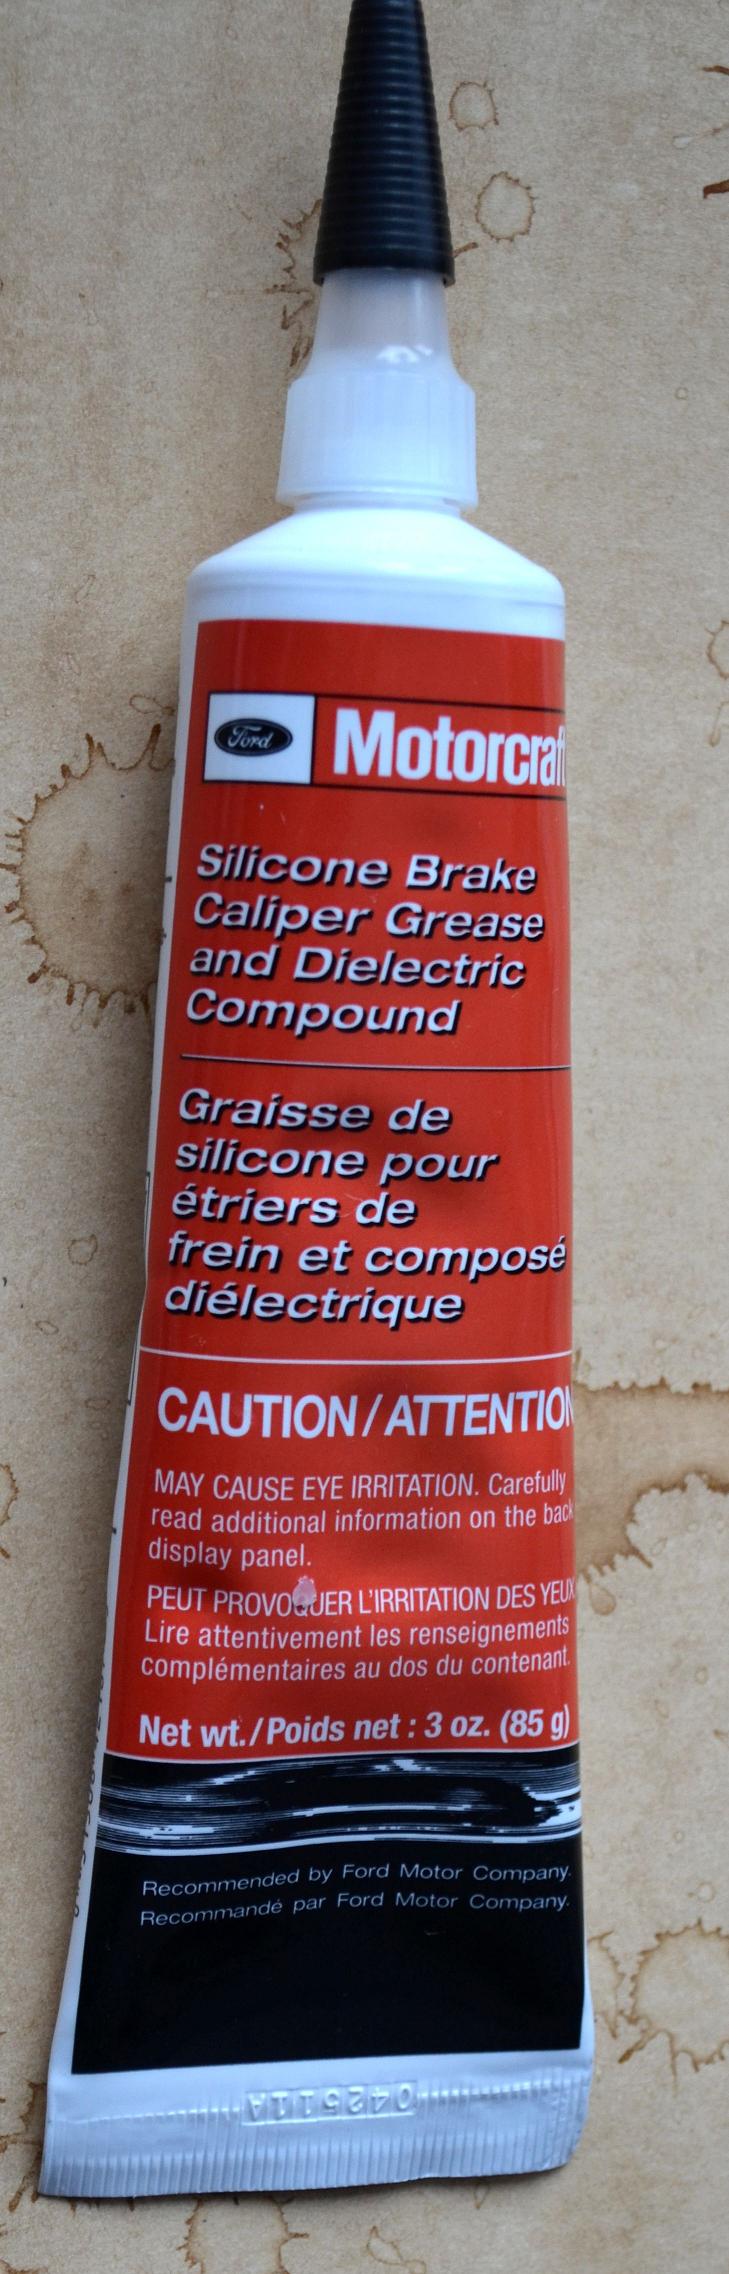 Ford
Motorcraft
Silicone Brake
Caliper Grease
and Dielectric
Compound
Graisse de
silicone pour
étriers de
frein et composé
diélectrique
CAUTION/ATTENTION
MAY CAUSE EYE IRRITATION. Carefully
read additional information on the back
display panel.
PEUT PROVOQUER L'IRRITATION DES YEUX.
Lire attentivement les renseignements
complémentaires au dos du contenant.
Net wt./Poids net : 3 oz. (85 g)
Recommended by Ford Motor Company.
Recommandé par Ford Motor Company.
042511A